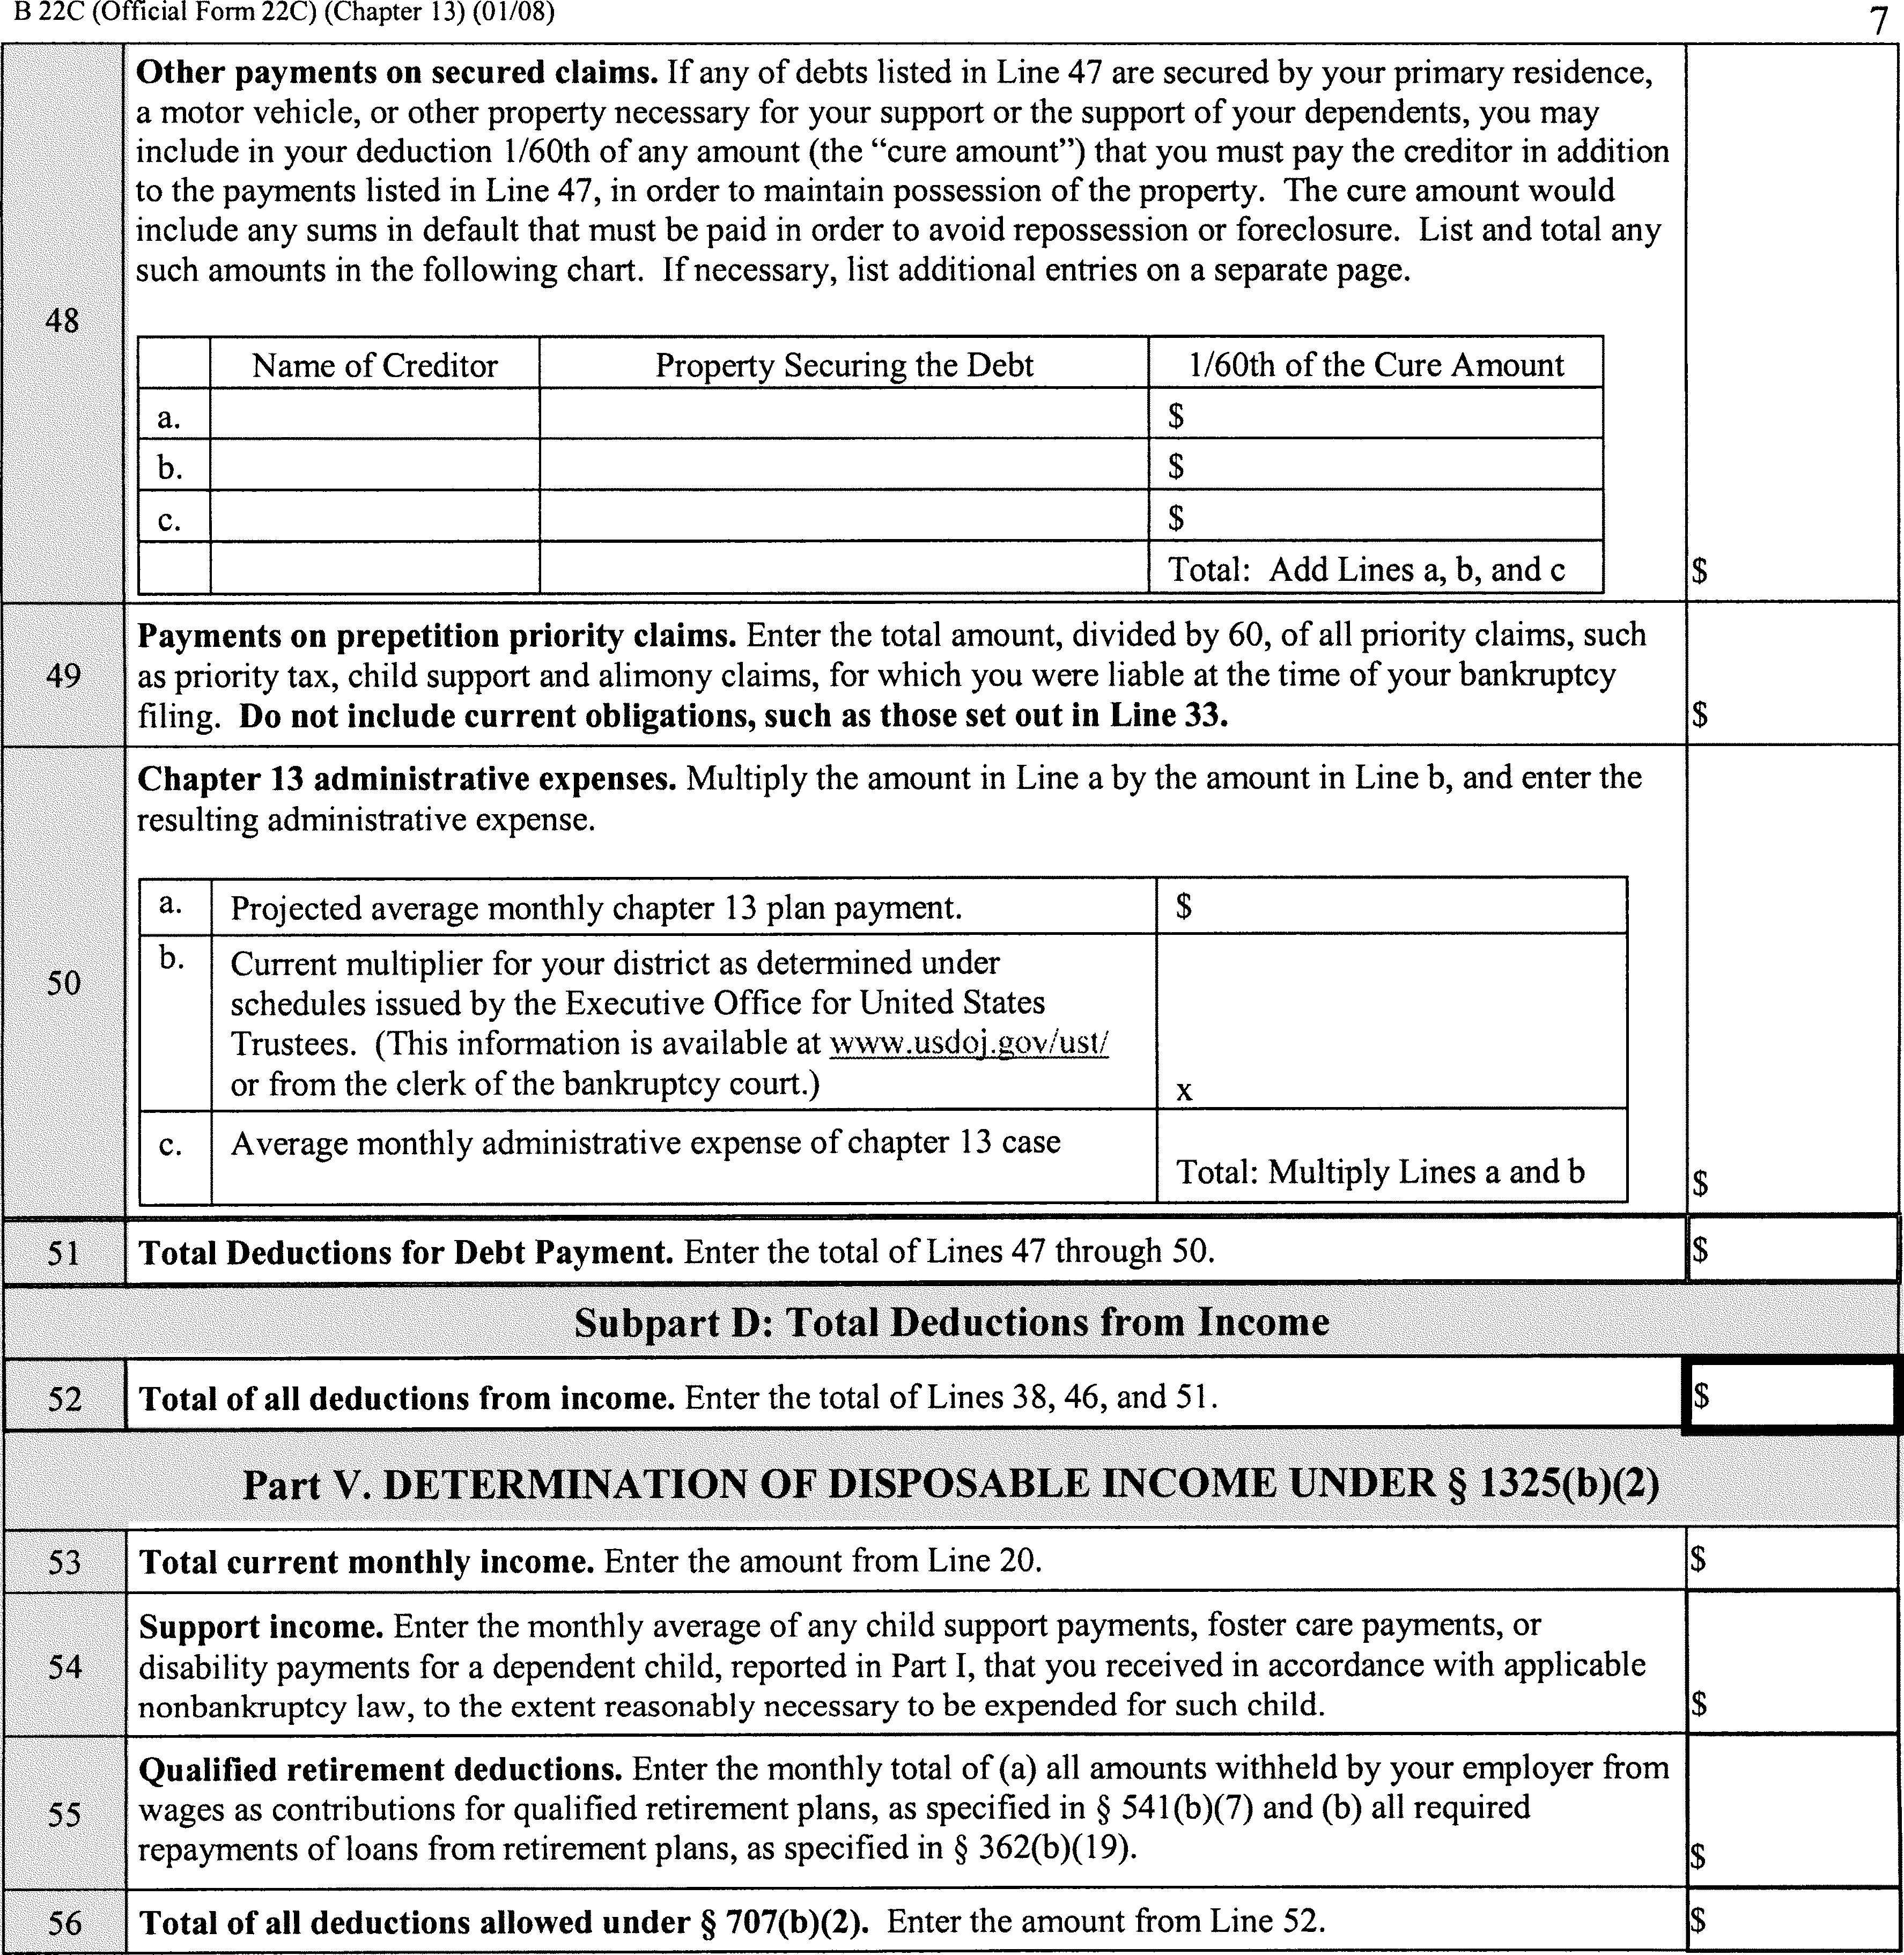 B 22C (Official Form 22C) (Chapter 13) (01/08)
7
48
Other payments on secured claims. If any of debts listed in Line 47 are secured by your primary residence,
a motor vehicle, or other property necessary for your support or the support of your dependents, you may
include in your deduction 1/60th of any amount (the “cure amount”) that you must pay the creditor in addition
to the payments listed in Line 47, in order to maintain possession of the property. The cure amount would
include any sums in default that must be paid in order to avoid repossession or foreclosure. List and total any
such amounts in the following chart. If necessary, list additional entries on a separate page.
Name of Creditor Property Securing the Debt 1/60th of the Cure Amount
a. $
b. $
c. $
Total: Add Lines a, b, and c $
49
Payments on prepetition priority claims. Enter the total amount, divided by 60, of all priority claims, such
as priority tax, child support and alimony claims, for which you were liable at the time of your bankruptcy
filing. Do not include current obligations, such as those set out in Line 33. $
50
Chapter 13 administrative expenses. Multiply the amount in Line a by the amount in Line b, and enter the
resulting administrative expense.
a. Projected average monthly chapter 13 plan payment. $
b. Current multiplier for your district as determined under
schedules issued by the Executive Office for United States
Trustees. (This information is available at www.usdoj.gov/ust/
or from the clerk of the bankruptcy court.) x
c. Average monthly administrative expense of chapter 13 case
Total: Multiply Lines a and b $
51 Total Deductions for Debt Payment. Enter the total of Lines 47 through 50. $
Subpart D: Total Deductions from Income
52 Total of all deductions from income. Enter the total of Lines 38, 46, and 51. $
Part V. DETERMINATION OF DISPOSABLE INCOME UNDER § 1325(b)(2)
53 Total current monthly income. Enter the amount from Line 20. $
54
Support income. Enter the monthly average of any child support payments, foster care payments, or
disability payments for a dependent child, reported in Part I, that you received in accordance with applicable
nonbankruptcy law, to the extent reasonably necessary to be expended for such child. $
55
Qualified retirement deductions. Enter the monthly total of (a) all amounts withheld by your employer from
wages as contributions for qualified retirement plans, as specified in § 541(b)(7) and (b) all required
repayments of loans from retirement plans, as specified in § 362(b)(19). $
56 Total of all deductions allowed under § 707(b)(2). Enter the amount from Line 52. $